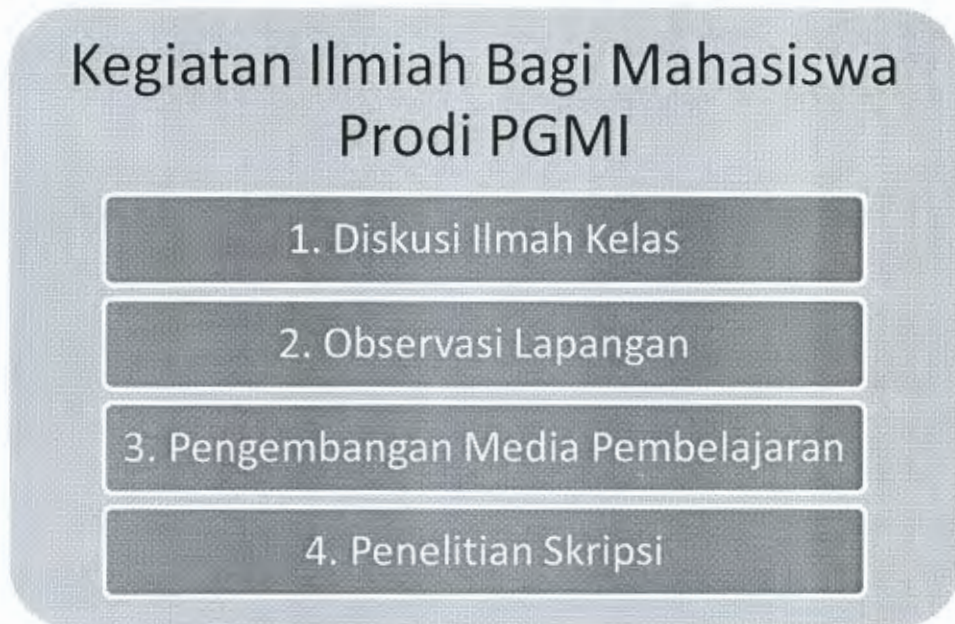 Kegiatan Ilmiah Bagi Mahasiswa
Prodi PGMI
1. Diskusi Ilmah Kelas
2. Observasi Lapangan
3. Pengembangan Media Pembelajaran
4. Penelitian Skripsi